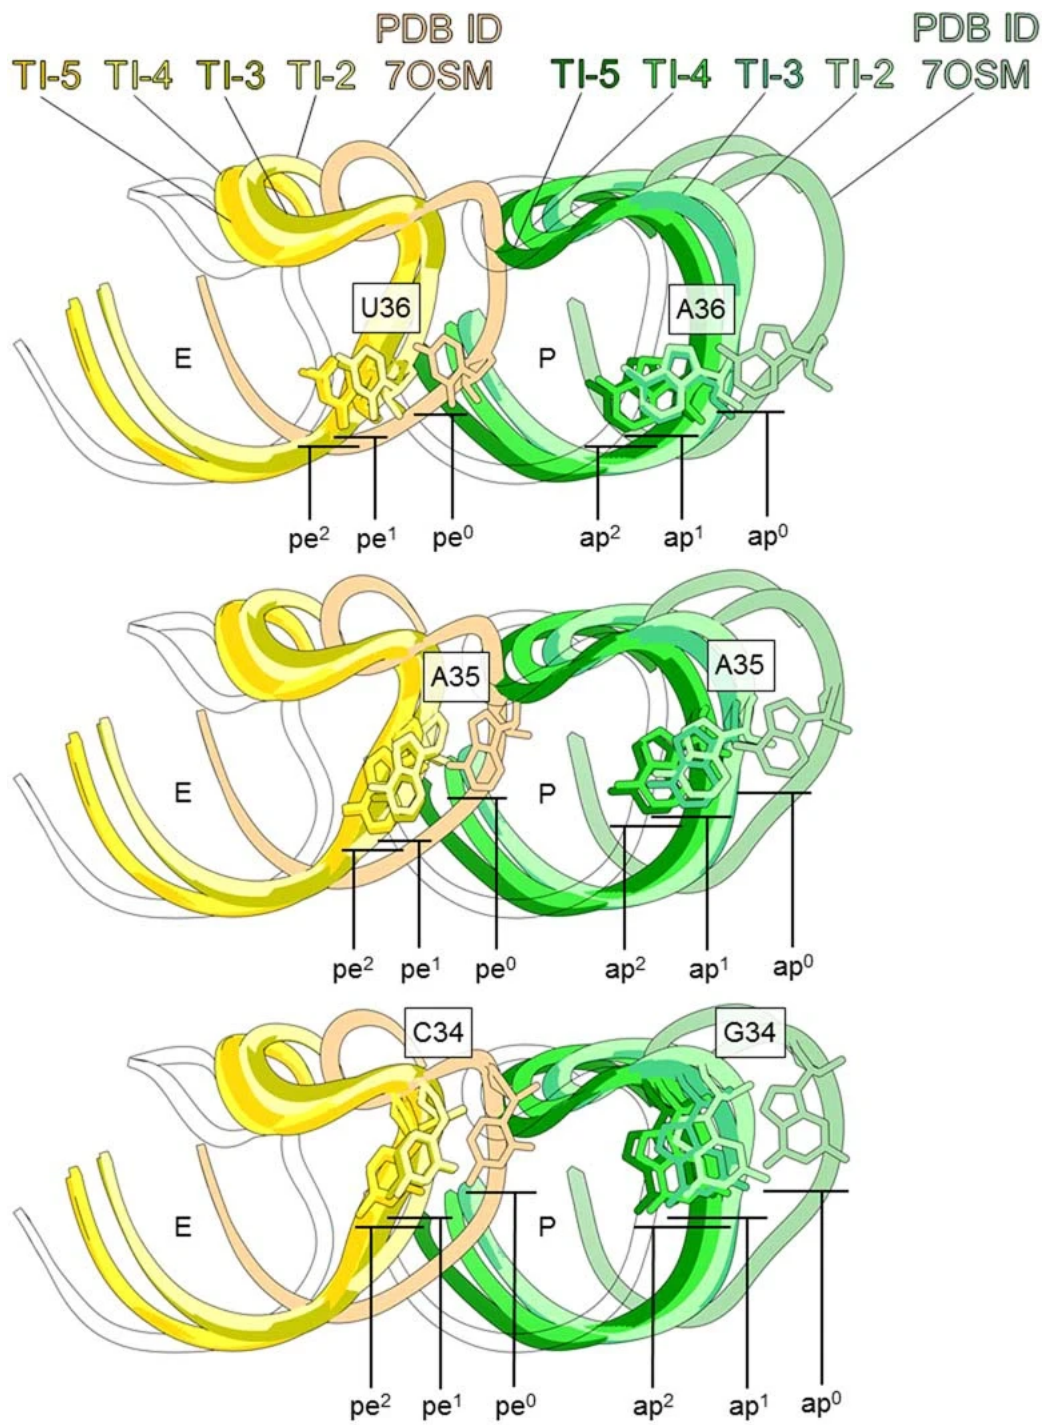 PDB ID PDB ID
TI-5 TI-4 TI-3 TI-2 7OSM TI-5 TI-4 TI-3 TI-2 7OSM
U36 A36
E P
pe² pe¹ pe⁰ ap² ap¹ ap⁰
A35 A35
E P
pe² pe¹ pe⁰ ap² ap¹ ap⁰
C34 G34
E P
pe² pe¹ pe⁰ ap² ap¹ ap⁰